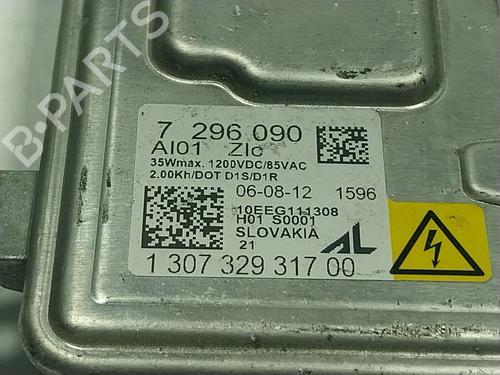 B-PARTS
7 296 090
AI01 ZIc
35Wmax. 1200VDC/85VAC
2.00Kh/DOT D1S/D1R
06-08-12 1596
10EEG111308
H01 S0001
SLOVAKIA
21
AL
1 307 329 317 00